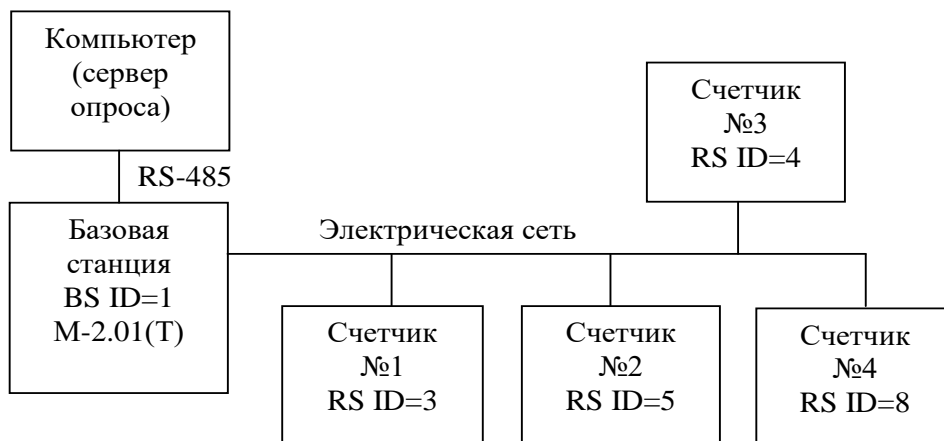 Компьютер
(сервер
опроса)
RS-485
Базовая
станция
BS ID=1
М-2.01(Т)
Электрическая сеть
Счетчик
№3
RS ID=4
Счетчик
№1
RS ID=3
Счетчик
№2
RS ID=5
Счетчик
№4
RS ID=8